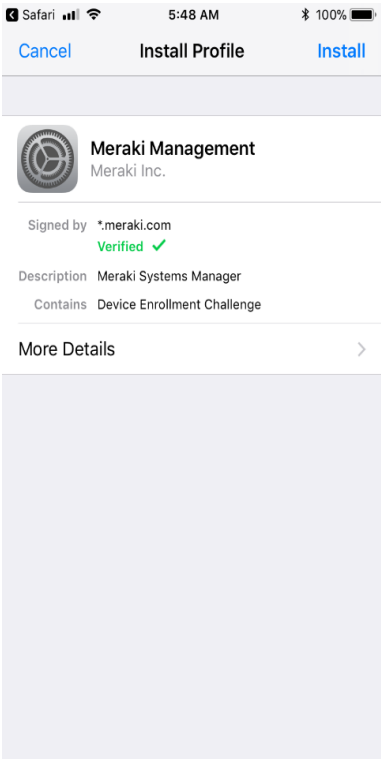 Safari 5:48 AM 100%
Cancel Install Profile Install
Meraki Management
Meraki Inc.
Signed by *.meraki.com
Verified
Description Meraki Systems Manager
Contains Device Enrollment Challenge
More Details